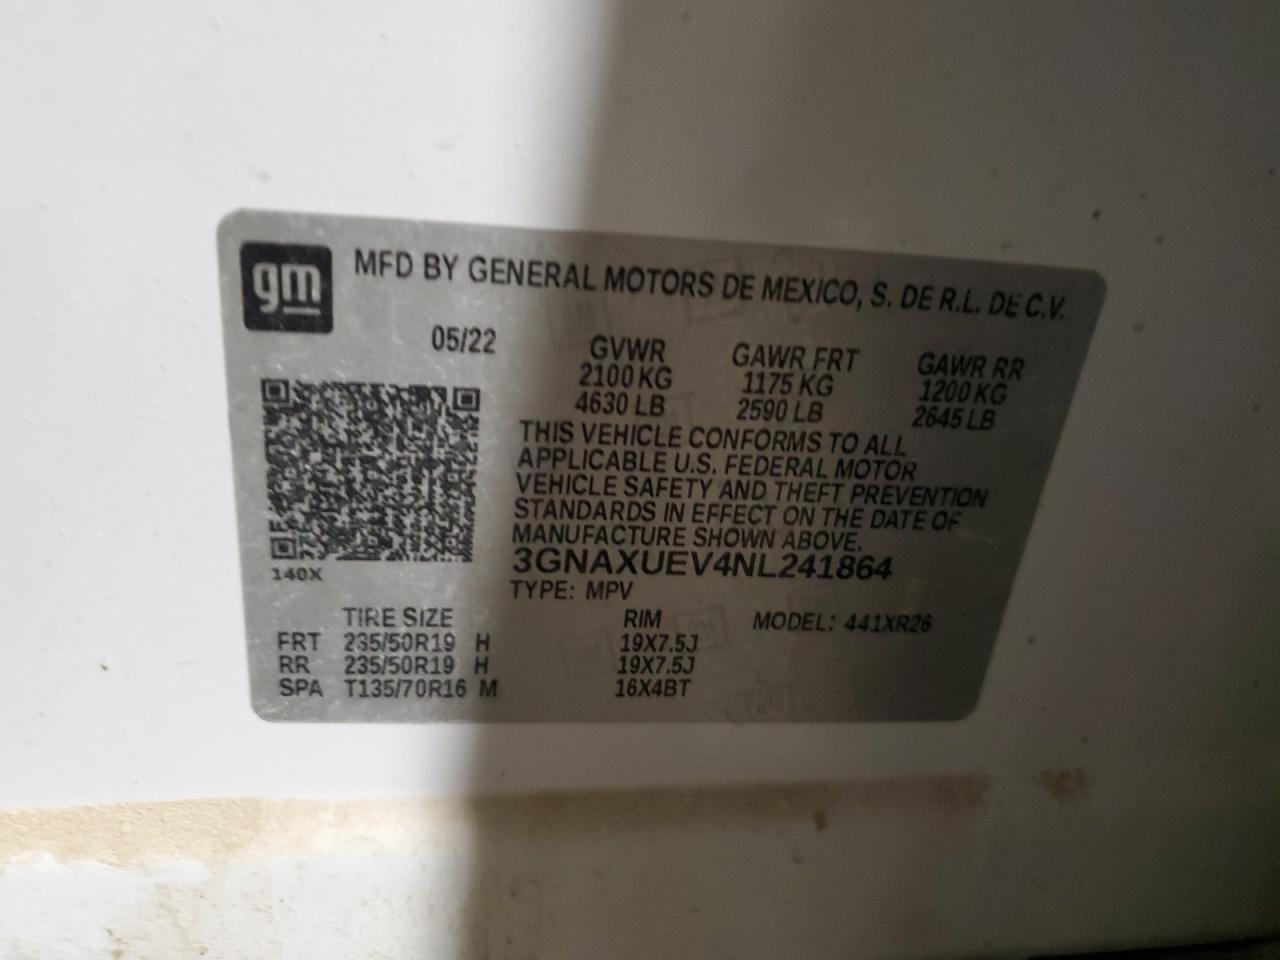 gm
MFD BY GENERAL MOTORS DE MEXICO, S. DE R.L. DE C.V.
05/22 GVWR GAWR FRT GAWR RR
2100 KG 1175 KG 1200 KG
4630 LB 2590 LB 2645 LB
THIS VEHICLE CONFORMS TO ALL
APPLICABLE U.S. FEDERAL MOTOR
VEHICLE SAFETY AND THEFT PREVENTION
STANDARDS IN EFFECT ON THE DATE OF
MANUFACTURE SHOWN ABOVE.
3GNAXUEV4NL241864
140X
TYPE: MPV
TIRE SIZE RIM MODEL: 441XR26
FRT 235/50R19 H 19X7.5J
RR 235/50R19 H 19X7.5J
SPA T135/70R16 M 16X4BT